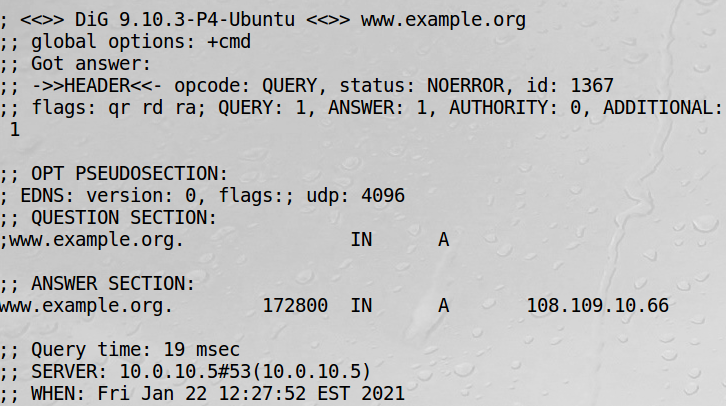 ; <<>> DiG 9.10.3-P4-Ubuntu <<>> www.example.org
;; global options: +cmd
;; Got answer:
;; ->>HEADER<<- opcode: QUERY, status: NOERROR, id: 1367
;; flags: qr rd ra; QUERY: 1, ANSWER: 1, AUTHORITY: 0, ADDITIONAL:
1
;; OPT PSEUDOSECTION:
; EDNS: version: 0, flags:; udp: 4096
;; QUESTION SECTION:
;www.example.org. IN A
;; ANSWER SECTION:
www.example.org. 172800 IN A 108.109.10.66
;; Query time: 19 msec
;; SERVER: 10.0.10.5#53(10.0.10.5)
;; WHEN: Fri Jan 22 12:27:52 EST 2021